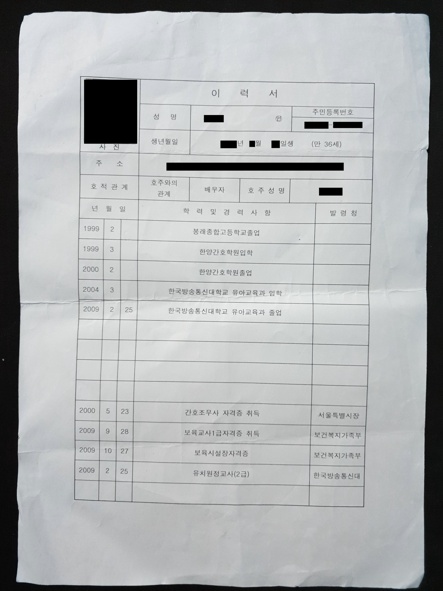 이 력 서
사 진
성 명
인
주민등록번호
생년월일
년 월 일생 (만 36세)
주 소
호적관계
호주와의 관계
배우자
호주성명
년 월 일
학 력 및 경 력 사 항
발 령 청
1999 2 봉래종합고등학교졸업
1999 3 한양간호학원입학
2000 2 한양간호학원졸업
2004 3 한국방송통신대학교 유아교육과 입학
2009 2 25 한국방송통신대학교 유아교육과 졸업
2000 5 23 간호조무사 자격증 취득 서울특별시장
2009 9 28 보육교사1급자격증 취득 보건복지가족부
2009 10 27 보육시설장자격증 보건복지가족부
2009 2 25 유치원정교사(2급) 한국방송통신대